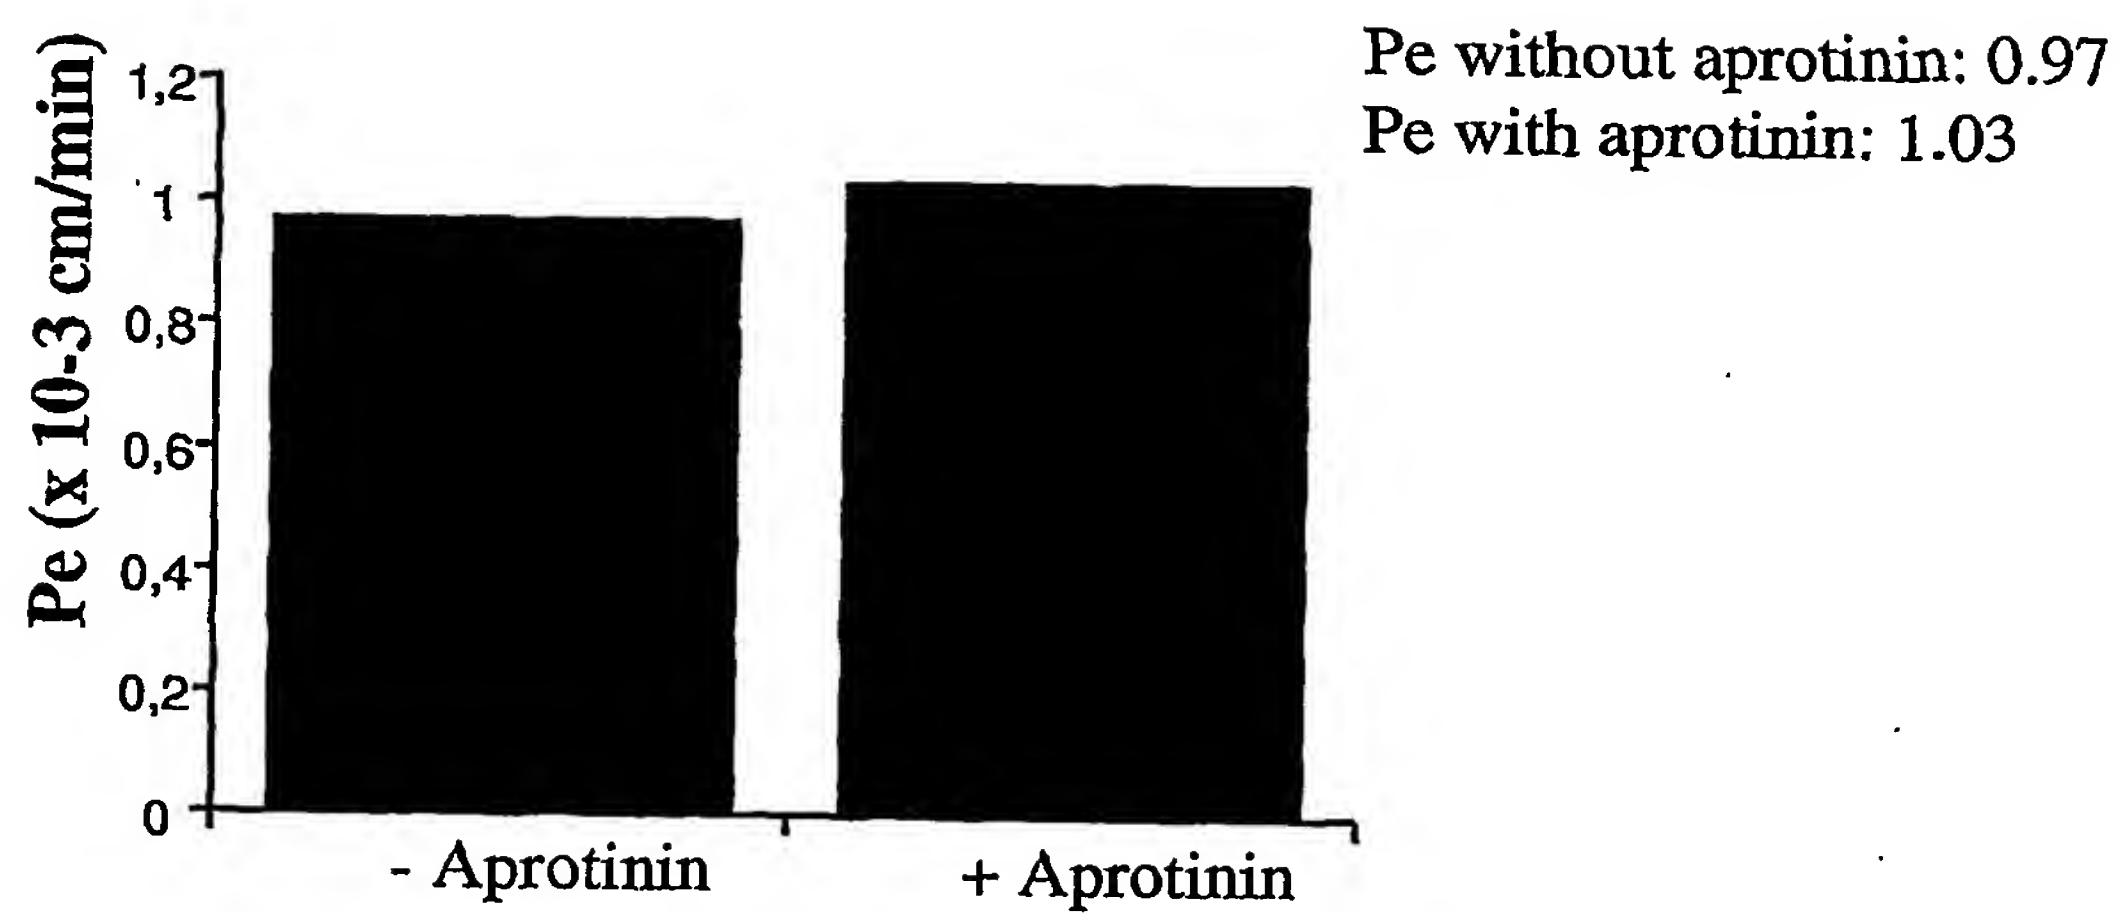 Pe without aprotinin: 0.97
Pe with aprotinin: 1.03
Pe (x 10-3 cm/min)
1,2
1
0,8
0,6
0,4
0,2
0
- Aprotinin
+ Aprotinin